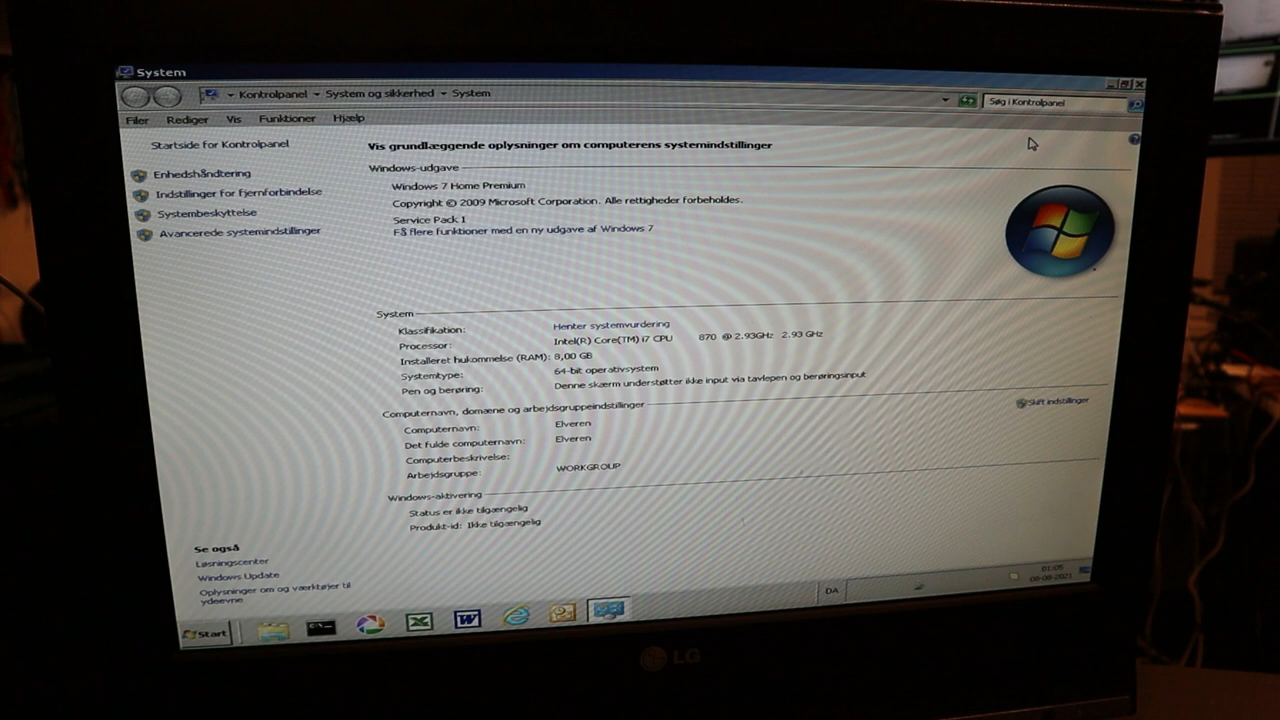 System
Kontrolpanel System og sikkerhed System
Søg i Kontrolpanel
Filer Rediger Vis Funktioner Hjælp
Startside for Kontrolpanel
Enhedshåndtering
Indstillinger for fjernforbindelse
Systembeskyttelse
Avancerede systemindstillinger
Vis grundlæggende oplysninger om computerens systemindstillinger
Windows-udgave
Windows 7 Home Premium
Copyright © 2009 Microsoft Corporation. Alle rettigheder forbeholdes.
Service Pack 1
Få flere funktioner med en ny udgave af Windows 7
System
Klassifikation: Henter systemvurdering
Processor: Intel(R) Core(TM) i7 CPU 870 @ 2.93GHz 2.93 GHz
Installeret hukommelse (RAM): 8,00 GB
Systemtype: 64-bit operativsystem
Pen og berøring: Denne skærm understøtter ikke input via tavlepen og berøringsinput
Computernavn, domæne og arbejdsgruppeindstillinger
Skift indstillinger
Computernavn: Elveren
Det fulde computernavn: Elveren
Computerbeskrivelse:
Arbejdsgruppe: WORKGROUP
Windows-aktivering
Status er ikke tilgængelig
Produkt-id: Ikke tilgængelig
Se også
Løsningscenter
Windows Update
Oplysninger om og værktøjer til
ydeevne
Start
DA
01:05
08-08-2021
LG